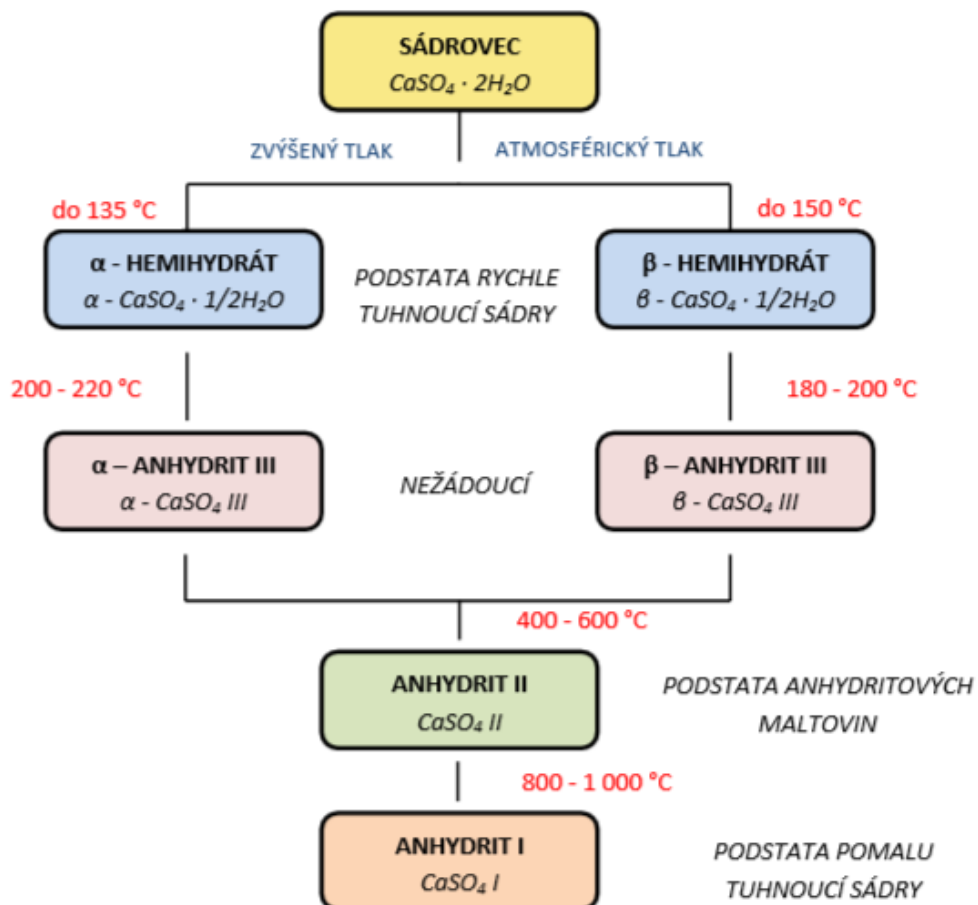 SÁDROVEC
CaSO₄ · 2H₂O
ZVÝŠENÝ TLAK
ATMOSFÉRICKÝ TLAK
do 135 °C
do 150 °C
α - HEMIHYDRÁT
α - CaSO₄ · 1/2H₂O
PODSTATA RYCHLE
TUHNOUCÍ SÁDRY
β - HEMIHYDRÁT
β - CaSO₄ · 1/2H₂O
200 - 220 °C
180 - 200 °C
α – ANHYDRIT III
α - CaSO₄ III
NEŽÁDOUCÍ
β – ANHYDRIT III
β - CaSO₄ III
400 - 600 °C
ANHYDRIT II
CaSO₄ II
PODSTATA ANHYDRITOVÝCH
MALTOVIN
800 - 1 000 °C
ANHYDRIT I
CaSO₄ I
PODSTATA POMALU
TUHNOUCÍ SÁDRY